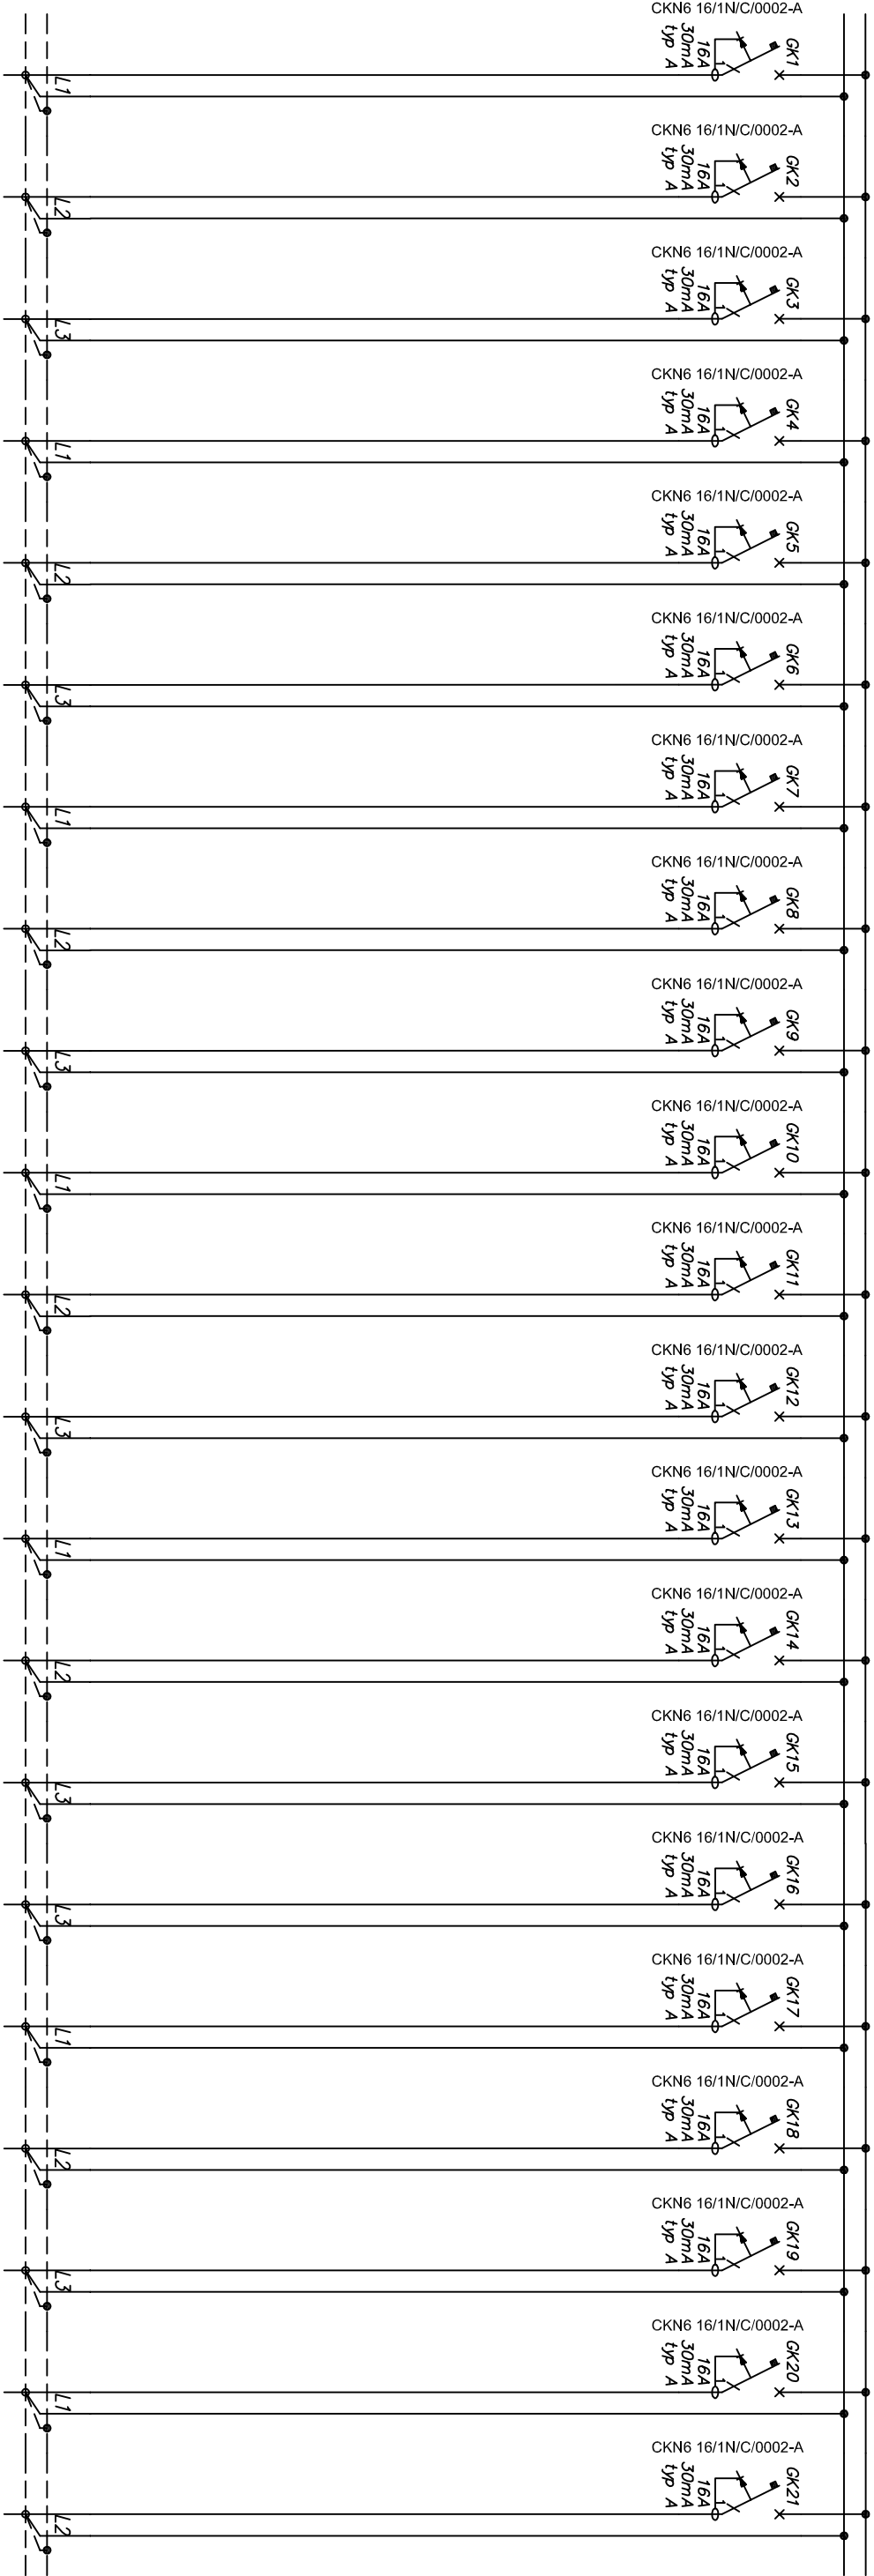 CKN6 16/1N/C/0002-A
GK1
16A
30mA
typ A
L1
CKN6 16/1N/C/0002-A
GK2
16A
30mA
typ A
L2
CKN6 16/1N/C/0002-A
GK3
16A
30mA
typ A
L3
CKN6 16/1N/C/0002-A
GK4
16A
30mA
typ A
L1
CKN6 16/1N/C/0002-A
GK5
16A
30mA
typ A
L2
CKN6 16/1N/C/0002-A
GK6
16A
30mA
typ A
L3
CKN6 16/1N/C/0002-A
GK7
16A
30mA
typ A
L1
CKN6 16/1N/C/0002-A
GK8
16A
30mA
typ A
L2
CKN6 16/1N/C/0002-A
GK9
16A
30mA
typ A
L3
CKN6 16/1N/C/0002-A
GK10
16A
30mA
typ A
L1
CKN6 16/1N/C/0002-A
GK11
16A
30mA
typ A
L2
CKN6 16/1N/C/0002-A
GK12
16A
30mA
typ A
L3
CKN6 16/1N/C/0002-A
GK13
16A
30mA
typ A
L1
CKN6 16/1N/C/0002-A
GK14
16A
30mA
typ A
L2
CKN6 16/1N/C/0002-A
GK15
16A
30mA
typ A
L3
CKN6 16/1N/C/0002-A
GK16
16A
30mA
typ A
L3
CKN6 16/1N/C/0002-A
GK17
16A
30mA
typ A
L1
CKN6 16/1N/C/0002-A
GK18
16A
30mA
typ A
L2
CKN6 16/1N/C/0002-A
GK19
16A
30mA
typ A
L3
CKN6 16/1N/C/0002-A
GK20
16A
30mA
typ A
L1
CKN6 16/1N/C/0002-A
GK21
16A
30mA
typ A
L2